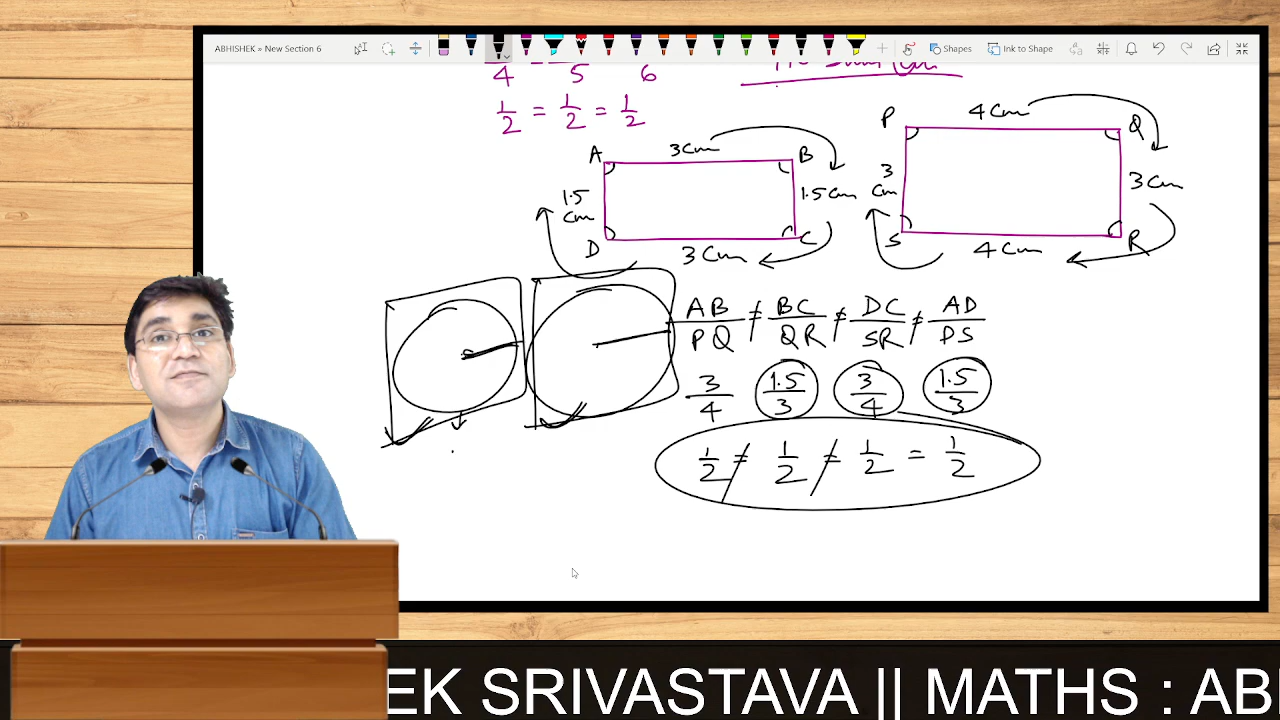 ABHISHEK » New Section 6
Shapes
Ink to Shape
4 5 6
1/2 = 1/2 = 1/2
P 4 cm Q
A 3 cm B
3 cm
3 cm
1.5 cm
1.5 cm
D 3 cm C
S 4 cm R
AB/PQ ≠ BC/QR ≠ DC/SR ≠ AD/PS
3/4 1.5/3 3/4 1.5/3
1/2 ≠ 1/2 ≠ 1/2 = 1/2
EK SRIVASTAVA || MATHS : AB